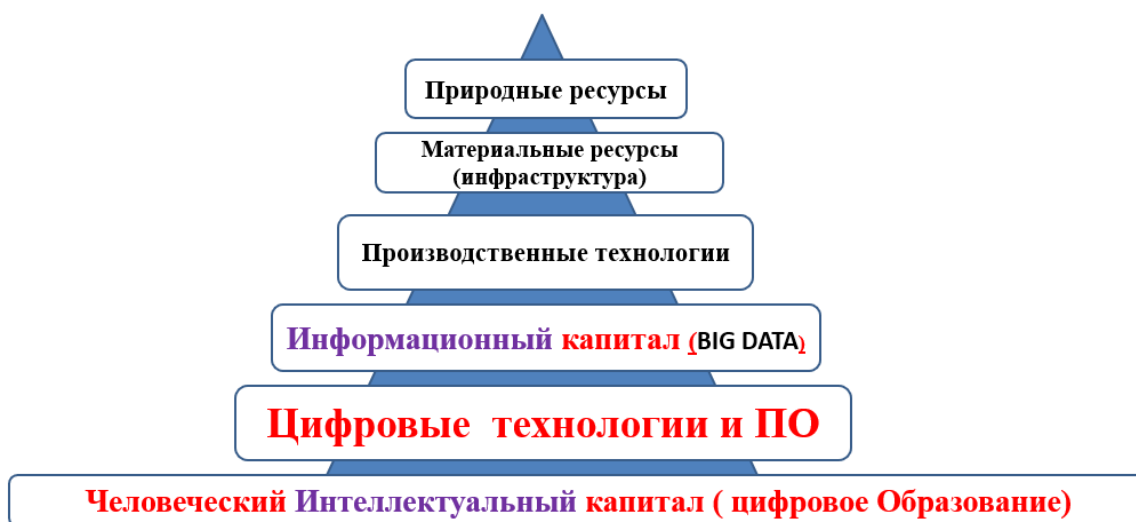 Природные ресурсы
Материальные ресурсы
(инфраструктура)
Производственные технологии
Информационный капитал (BIG DATA)
Цифровые технологии и ПО
Человеческий Интеллектуальный капитал ( цифровое Образование)